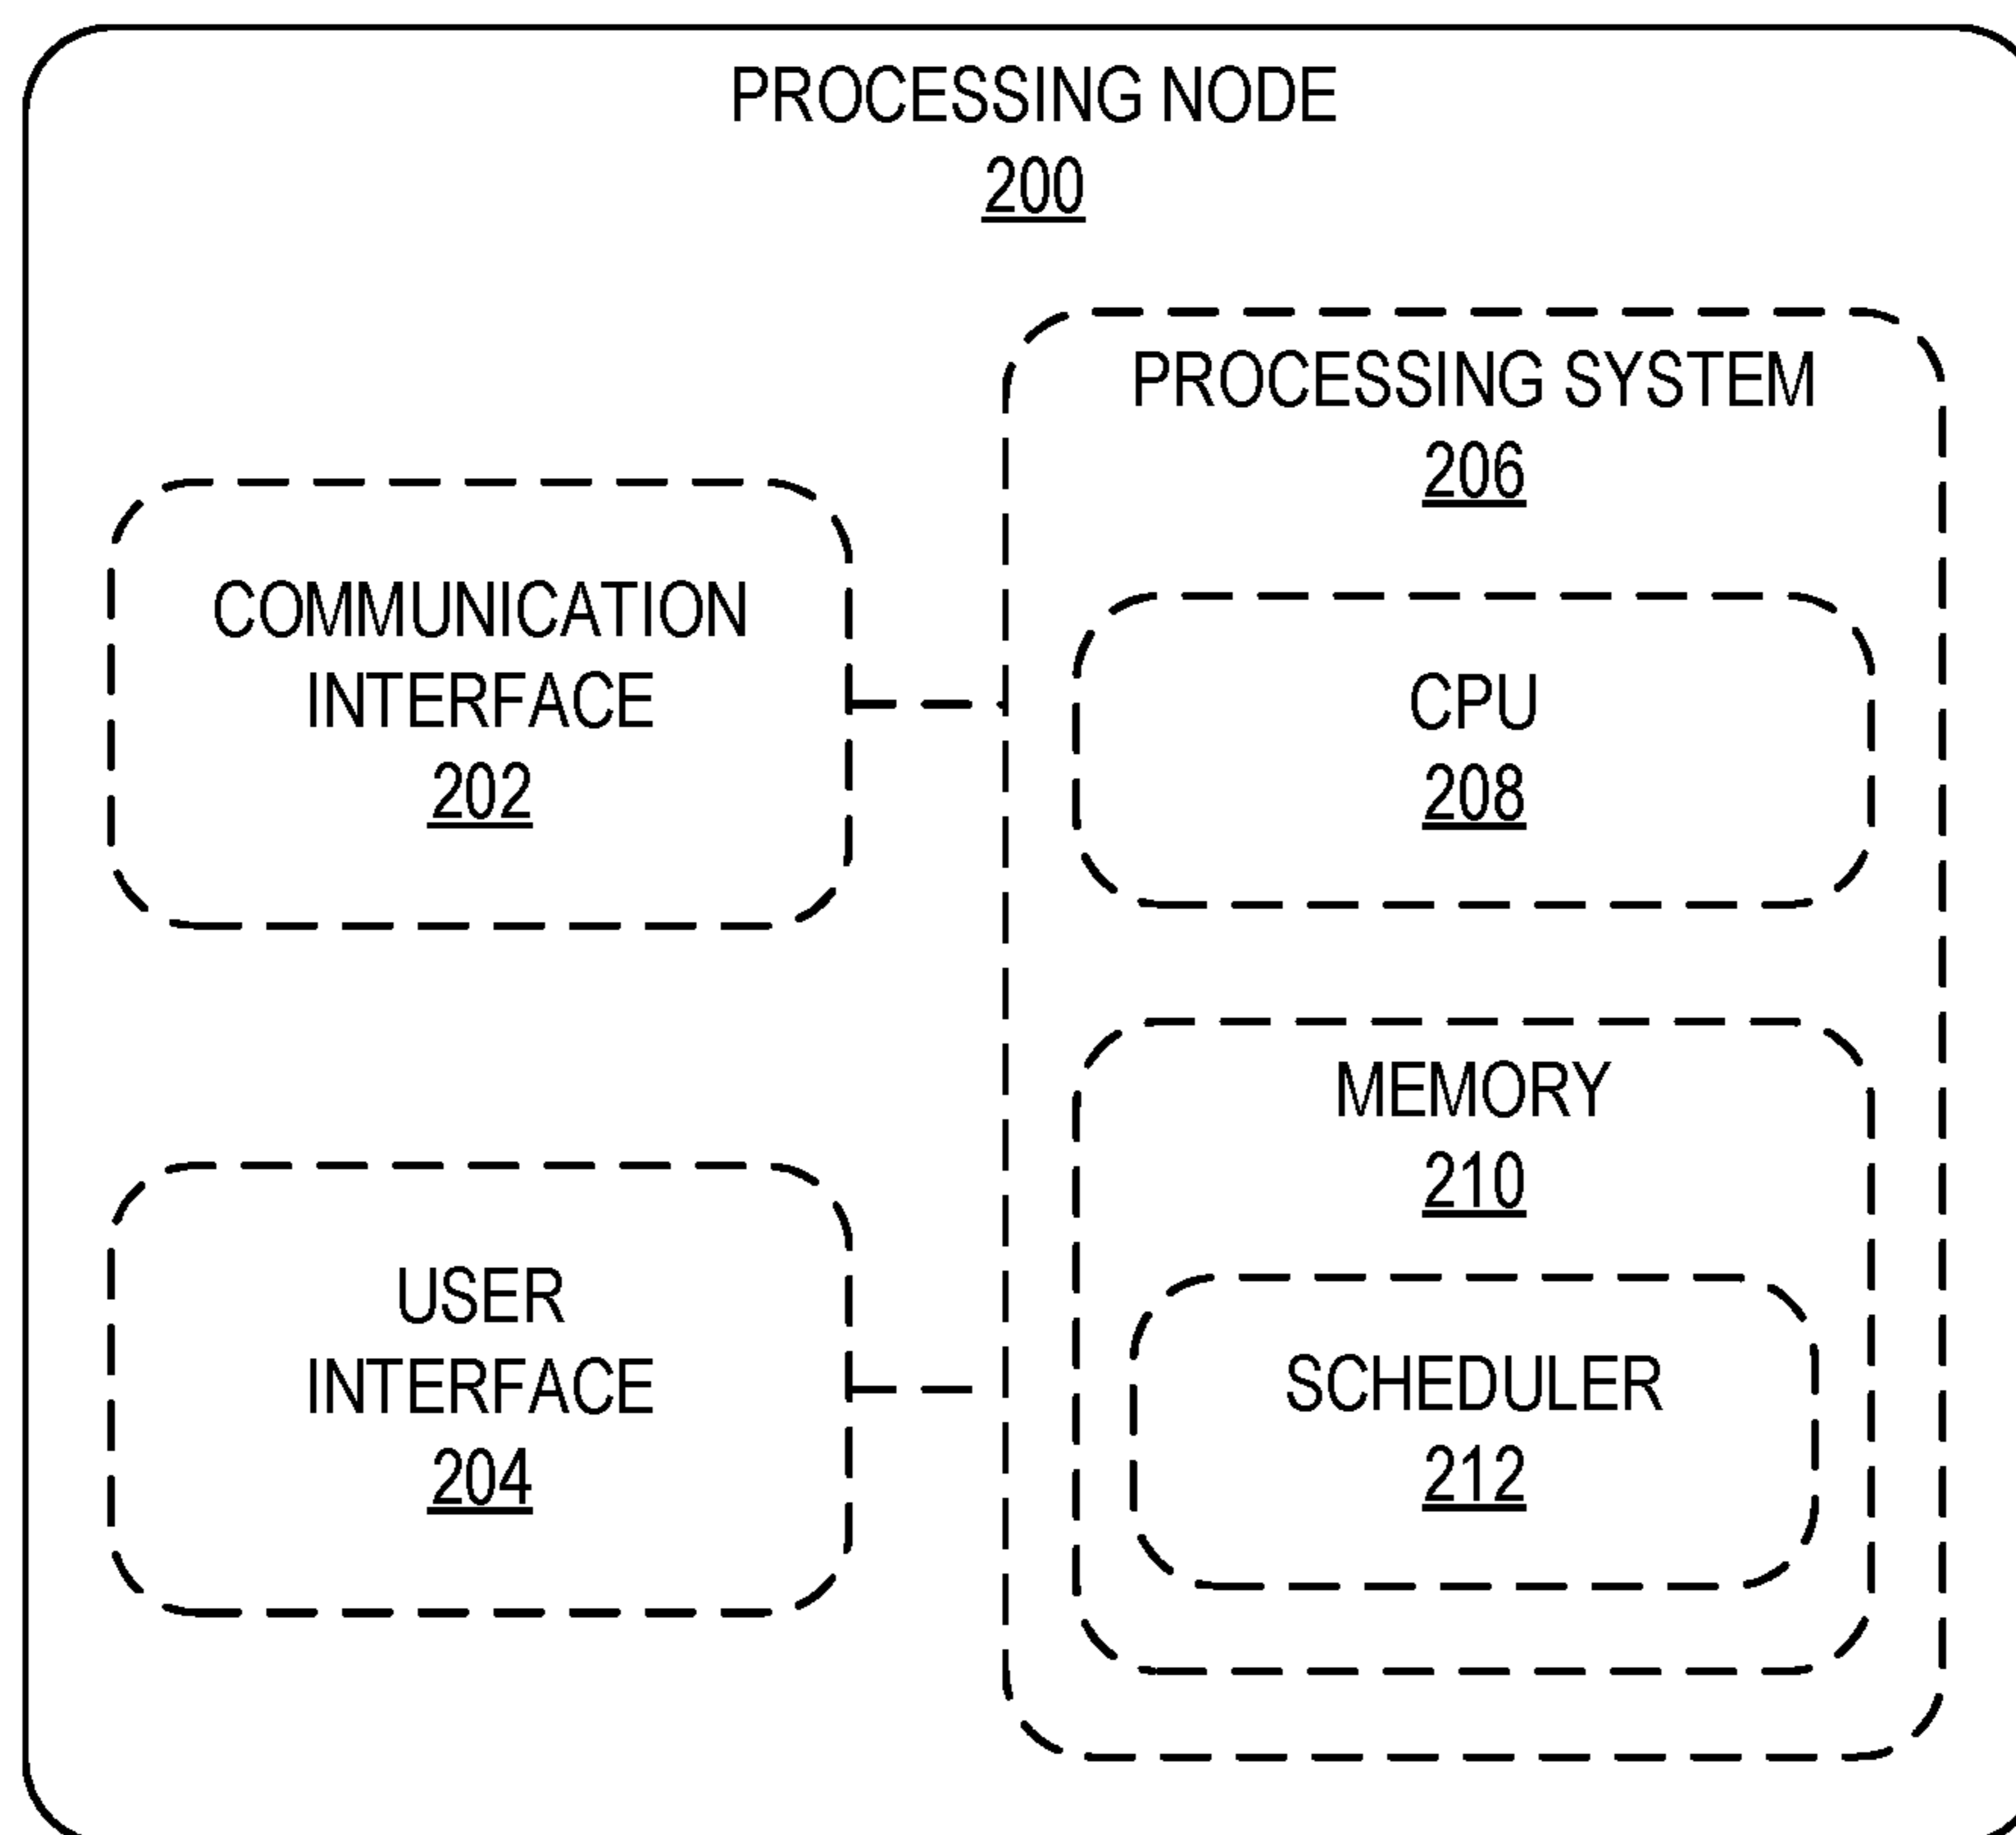 PROCESSING NODE
200
COMMUNICATION
INTERFACE
202
USER
INTERFACE
204
PROCESSING SYSTEM
206
CPU
208
MEMORY
210
SCHEDULER
212